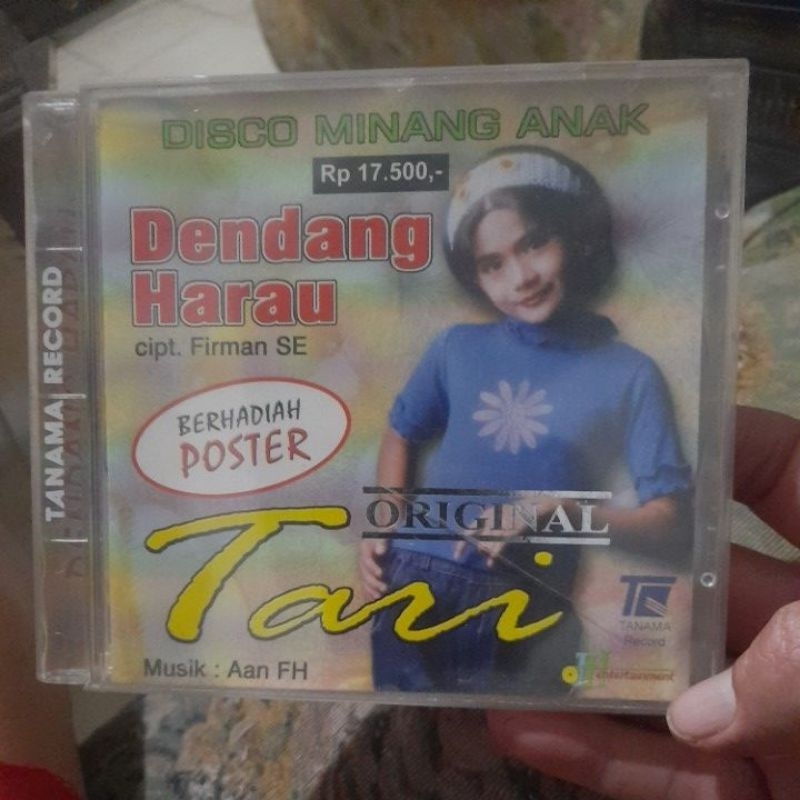 DISCO MINANG ANAK
Rp 17.500,-
Dendang
Harau
cipt. Firman SE
BERHADIAH
POSTER
ORIGINAL
Tari
Musik : Aan FH
TANAMA
Record
entertainment
TANAMA RECORD